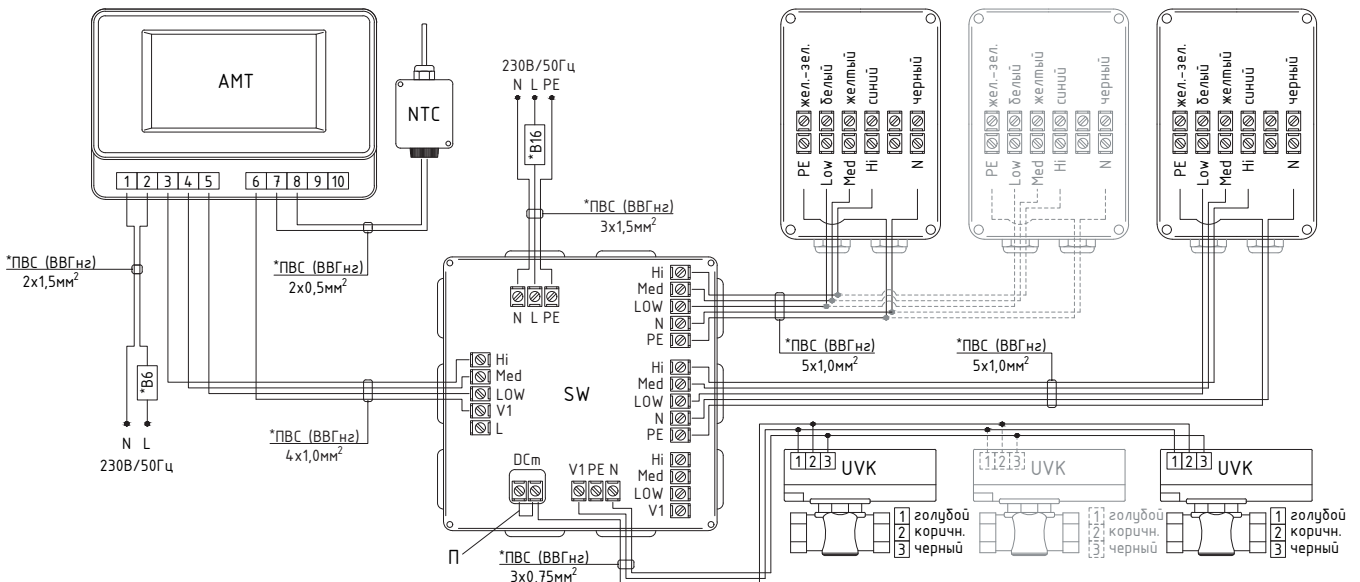 АМТ
1 2 3 4 5 6 7 8 9 10
NTC
230В/50Гц
N L PE
*В16
*ПВС (ВВГнг)
3х1,5мм²
*ПВС (ВВГнг)
2х1,5мм²
*ПВС (ВВГнг)
2х0,5мм²
*В6
N L
230В/50Гц
*ПВС (ВВГнг)
4х1,0мм²
N L PE
SW
Hi
Med
LOW
V1
L
DCm
П
V1 PE N
Hi
Med
LOW
N
PE
Hi
Med
LOW
N
PE
Hi
Med
LOW
V1
*ПВС (ВВГнг)
3х0,75мм²
жел.-зел.
белый
желтый
синий
черный
PE
Low
Med
Hi
N
жел.-зел.
белый
желтый
синий
черный
PE
Low
Med
Hi
N
жел.-зел.
белый
желтый
синий
черный
PE
Low
Med
Hi
N
*ПВС (ВВГнг)
5х1,0мм²
*ПВС (ВВГнг)
5х1,0мм²
1 2 3
UVK
1 голубой
2 коричн.
3 черный
1 2 3
UVK
1 голубой
2 коричн.
3 черный
1 2 3
UVK
1 голубой
2 коричн.
3 черный